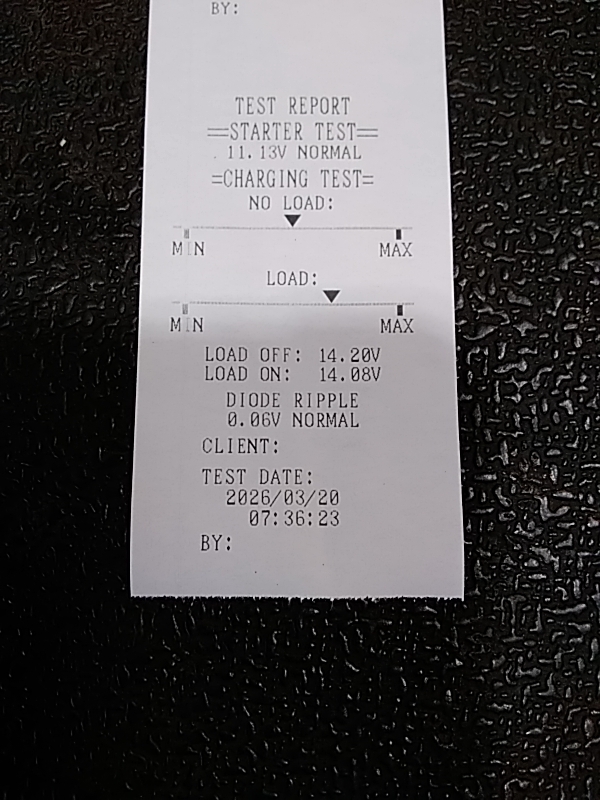 BY:
TEST REPORT
==STARTER TEST==
11.13V NORMAL
=CHARGING TEST=
NO LOAD:
MIN MAX
LOAD:
MIN MAX
LOAD OFF: 14.20V
LOAD ON: 14.08V
DIODE RIPPLE
0.06V NORMAL
CLIENT:
TEST DATE:
2026/03/20
07:36:23
BY: